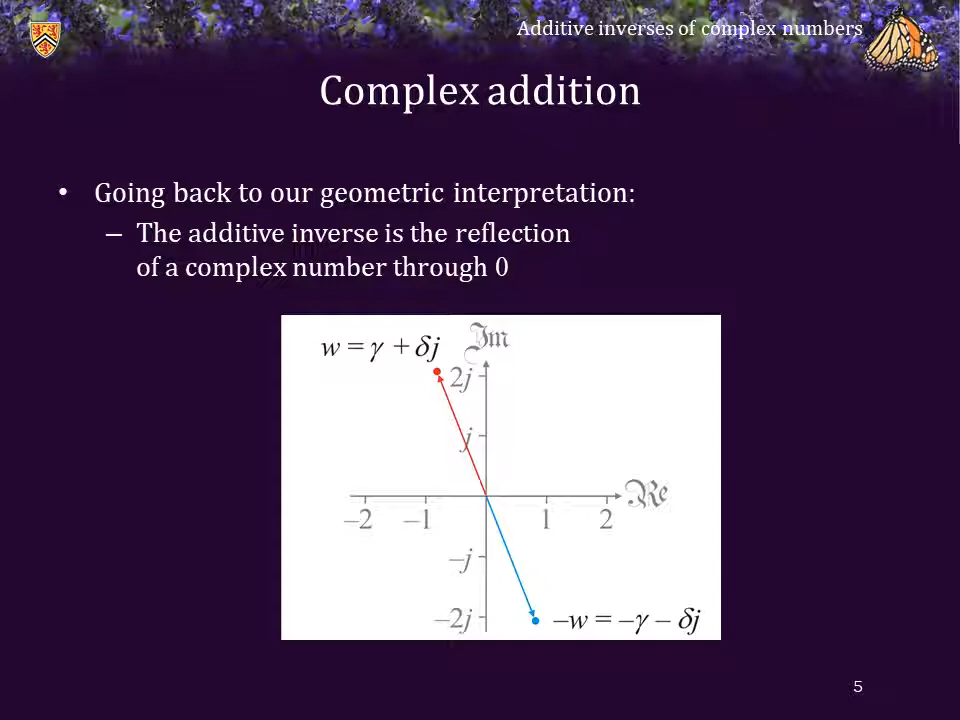 Additive inverses of complex numbers
Complex addition
• Going back to our geometric interpretation:
– The additive inverse is the reflection
of a complex number through 0
w = γ + δj
ℑm
2j
j
ℜe
–2 –1 1 2
–j
–2j
–w = –γ – δj
5